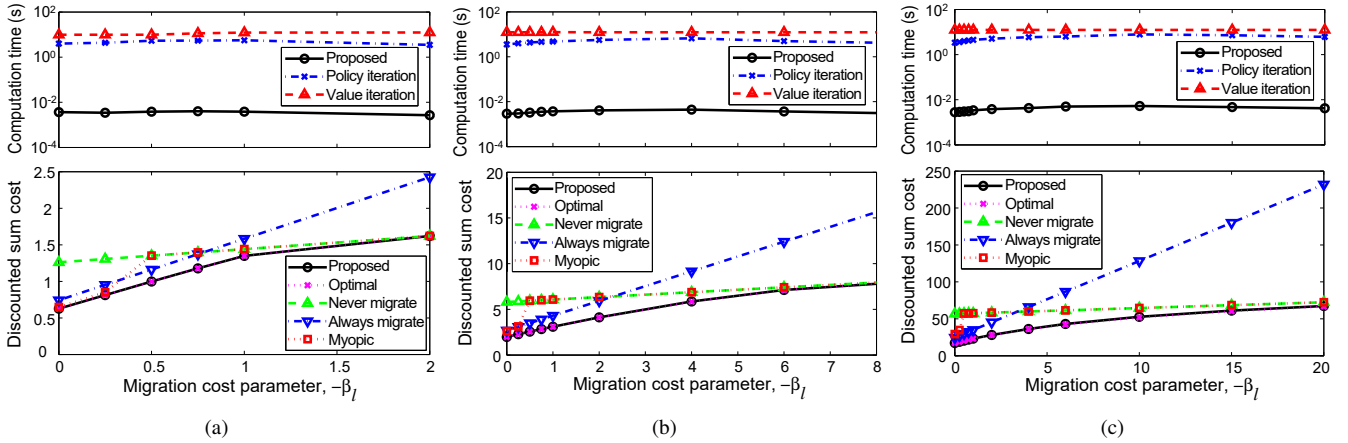 Computation time (s)
10^2
10^0
10^-2
10^-4
Proposed
Policy iteration
Value iteration
Discounted sum cost
2.5
2
1.5
1
0.5
0
Proposed
Optimal
Never migrate
Always migrate
Myopic
0 0.5 1 1.5 2
Migration cost parameter, −β_l
(a)
Computation time (s)
10^2
10^0
10^-2
10^-4
Proposed
Policy iteration
Value iteration
Discounted sum cost
20
15
10
5
0
Proposed
Optimal
Never migrate
Always migrate
Myopic
0 1 2 3 4 5 6 7 8
Migration cost parameter, −β_l
(b)
Computation time (s)
10^2
10^0
10^-2
10^-4
Proposed
Policy iteration
Value iteration
Discounted sum cost
250
200
150
100
50
0
Proposed
Optimal
Never migrate
Always migrate
Myopic
0 5 10 15 20
Migration cost parameter, −β_l
(c)